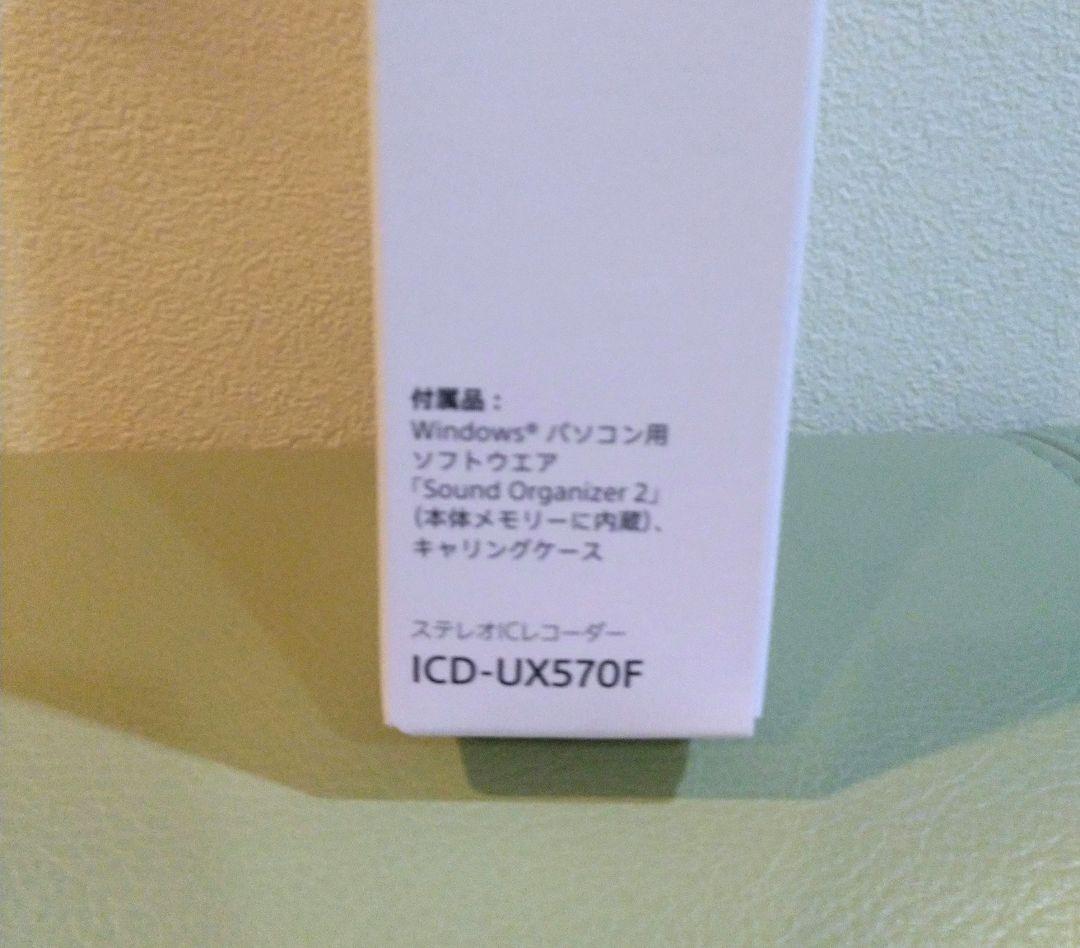 付属品：
Windows® パソコン用
ソフトウエア
「Sound Organizer 2」
（本体メモリーに内蔵）、
キャリングケース
ステレオICレコーダー
ICD-UX570F